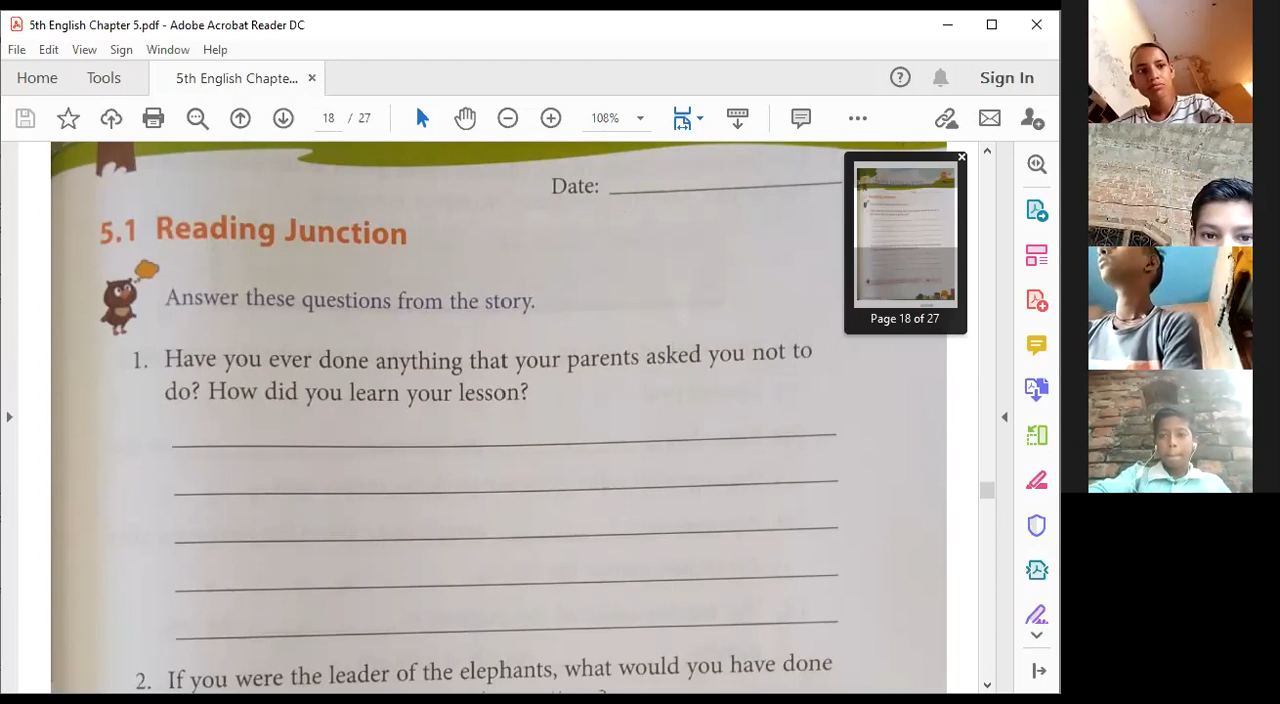 5th English Chapter 5.pdf - Adobe Acrobat Reader DC
File Edit View Sign Window Help
Home Tools 5th English Chapte... × Sign In
18 / 27 108%
Date:
5.1 Reading Junction
Answer these questions from the story.
1. Have you ever done anything that your parents asked you not to
do? How did you learn your lesson?
2. If you were the leader of the elephants, what would you have done
Page 18 of 27